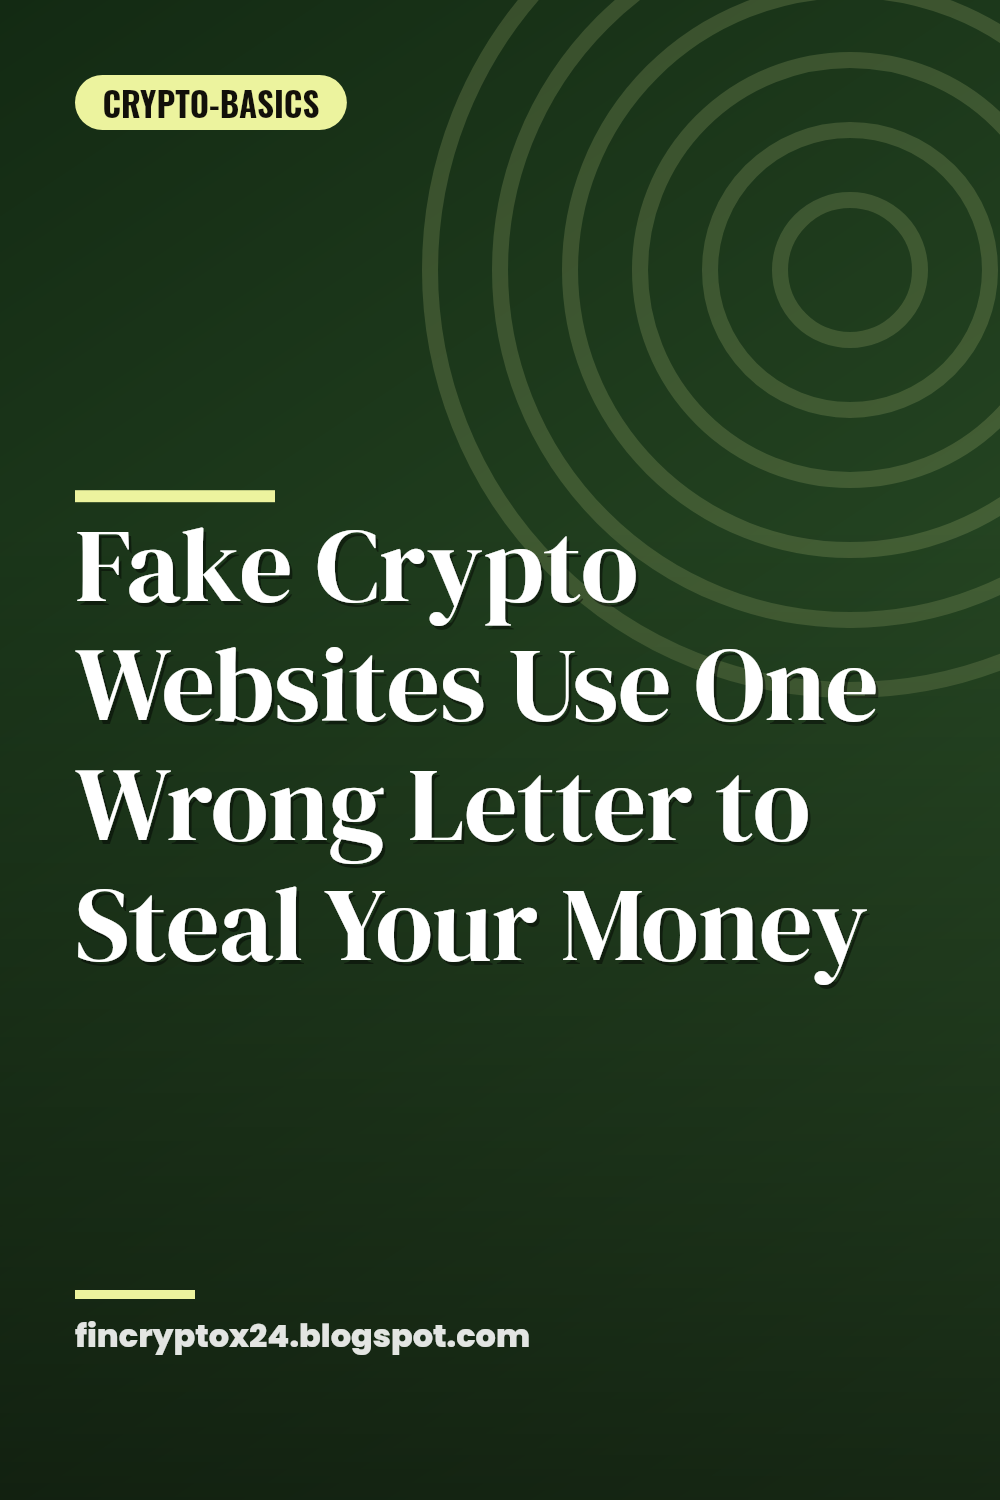 CRYPTO-BASICS
Fake Crypto
Websites Use One
Wrong Letter to
Steal Your Money
fincryptox24.blogspot.com